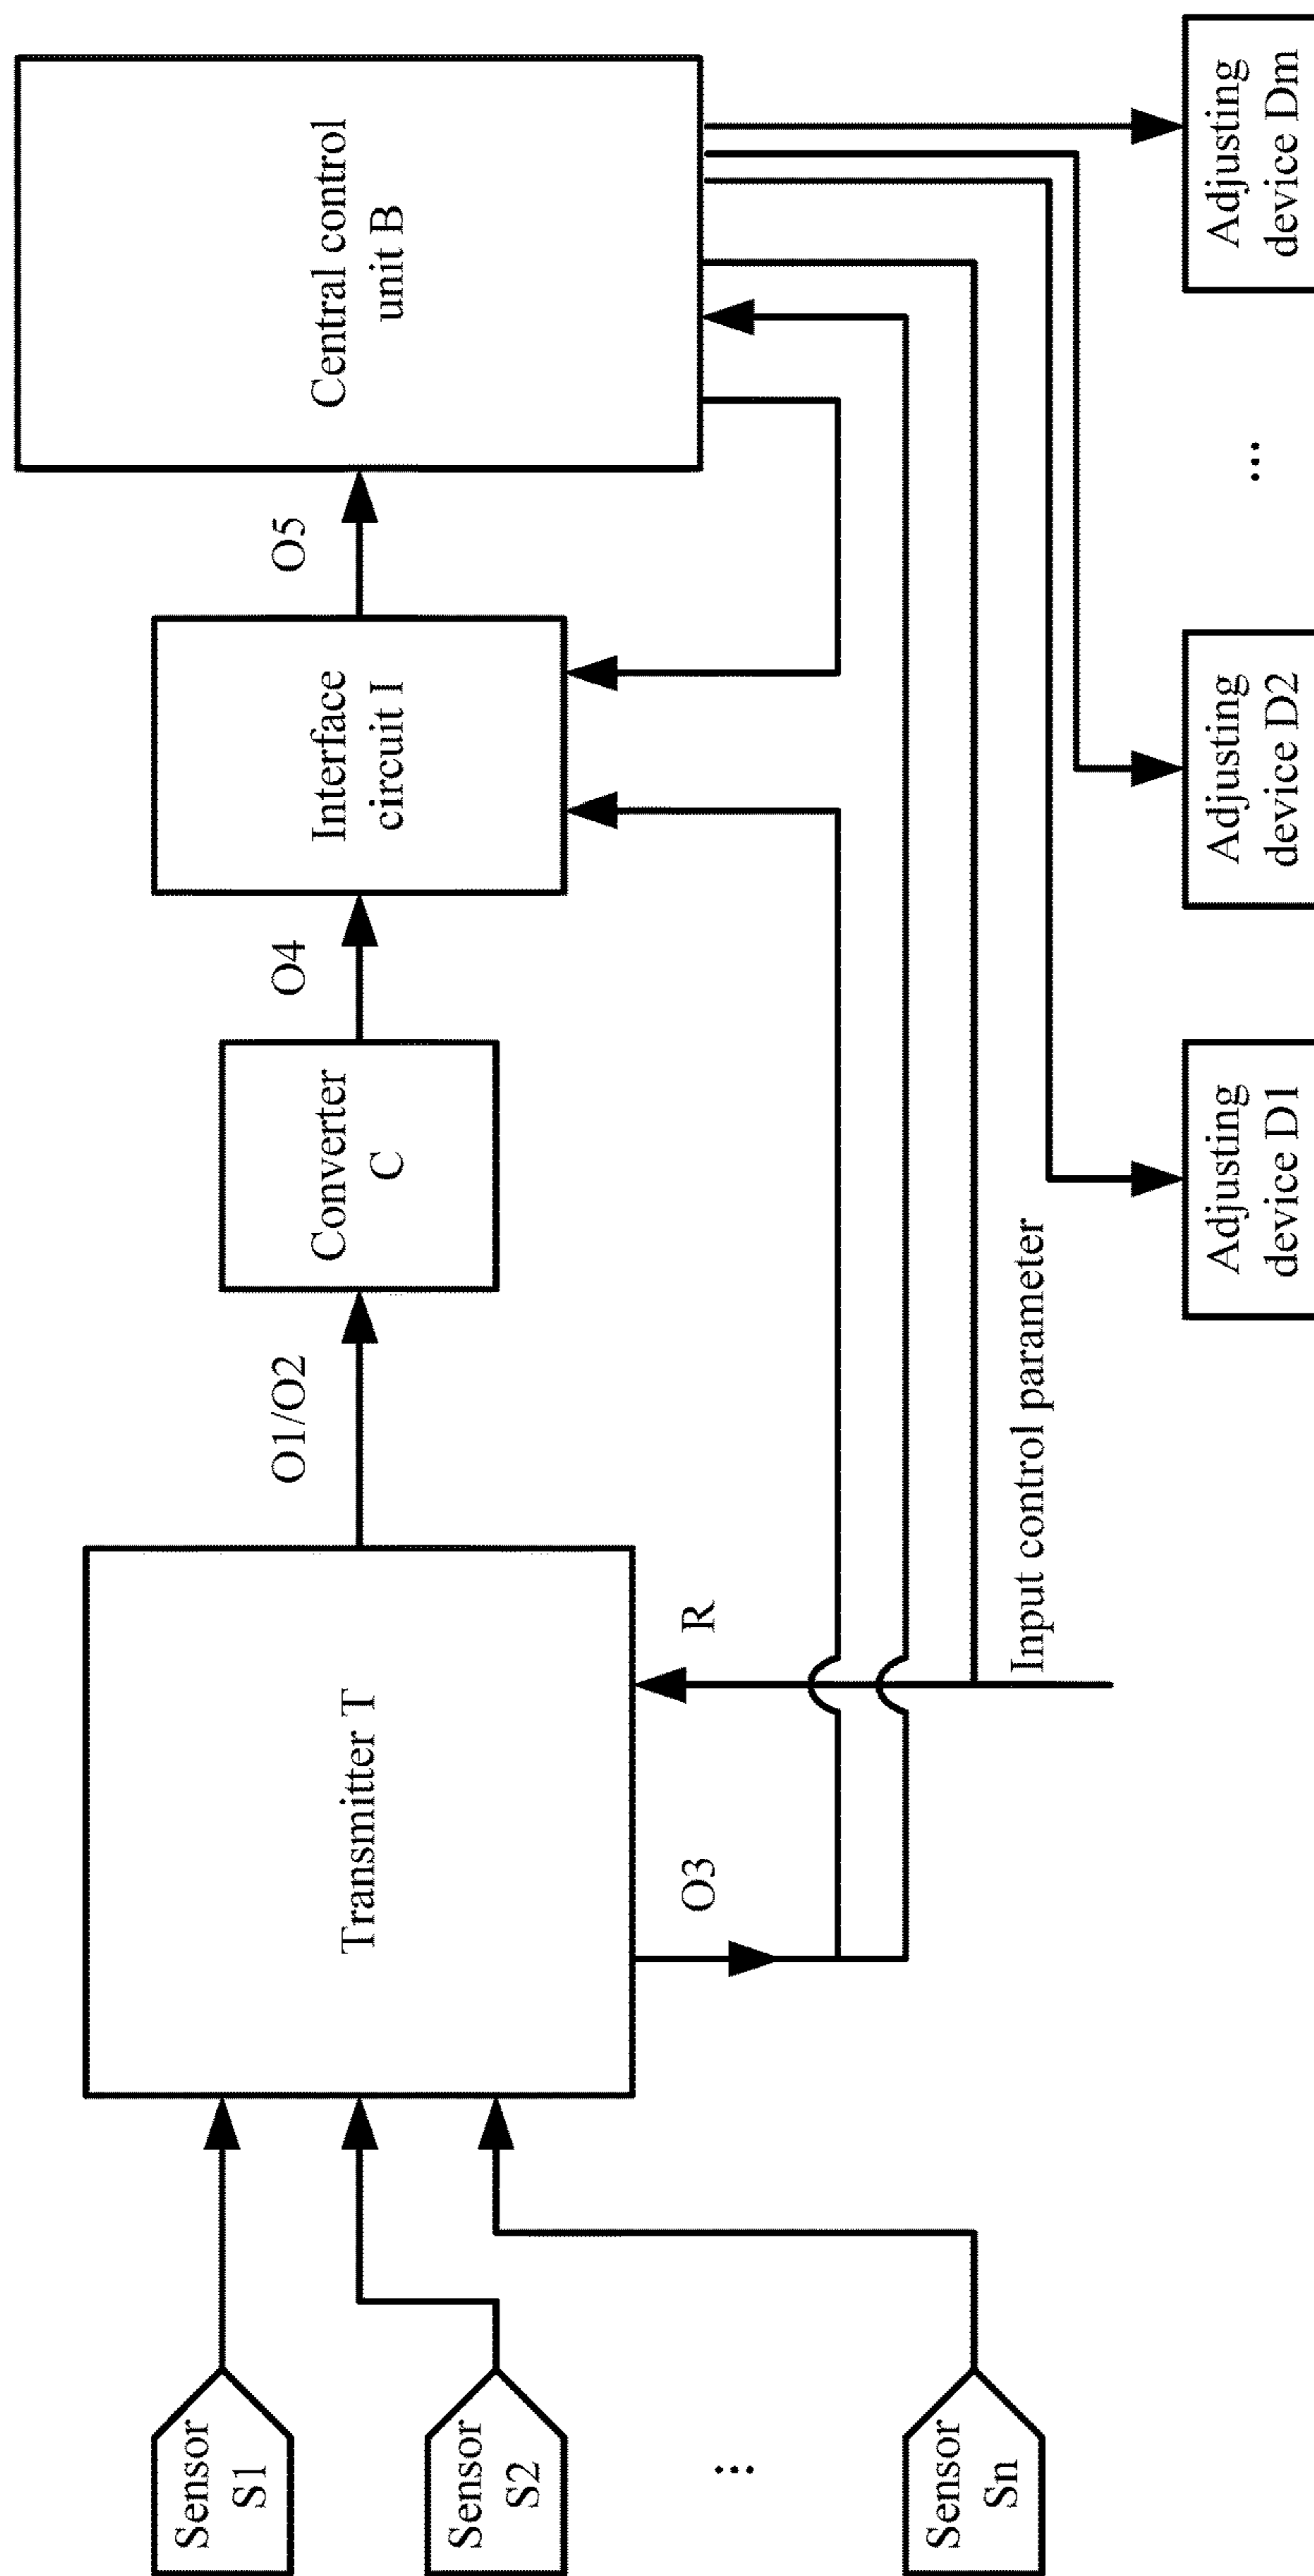 Sensor
S1
Sensor
S2
...
Sensor
Sn
Transmitter T
O3
R
O1/O2
Converter
C
O4
Interface
circuit I
O5
Central control
unit B
Input control parameter
Adjusting
device D1
Adjusting
device D2
...
Adjusting
device Dm